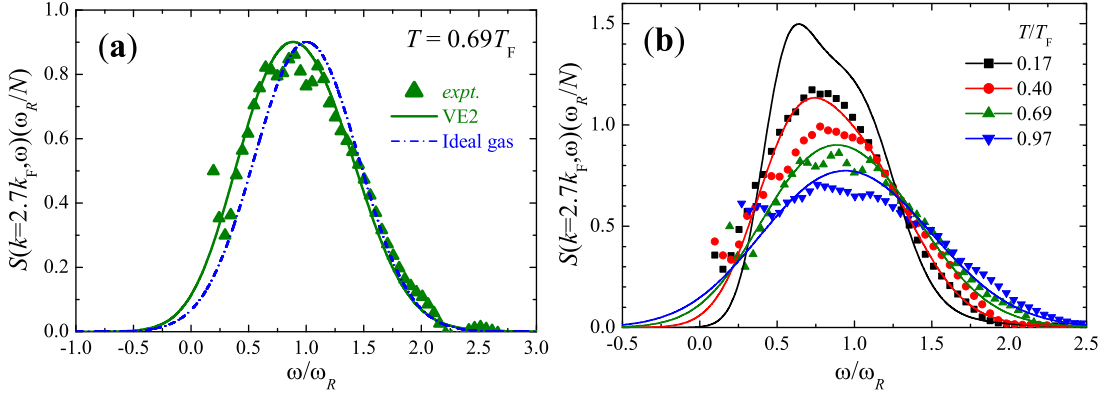 (a)
T = 0.69T_F
expt.
VE2
Ideal gas
S(k=2.7k_F,ω)(ω_R/N)
1.0
0.8
0.6
0.4
0.2
0.0
-1.0 -0.5 0.0 0.5 1.0 1.5 2.0 2.5 3.0
ω/ω_R
(b)
T/T_F
0.17
0.40
0.69
0.97
S(k=2.7k_F,ω)(ω_R/N)
1.5
1.0
0.5
0.0
-0.5 0.0 0.5 1.0 1.5 2.0 2.5
ω/ω_R